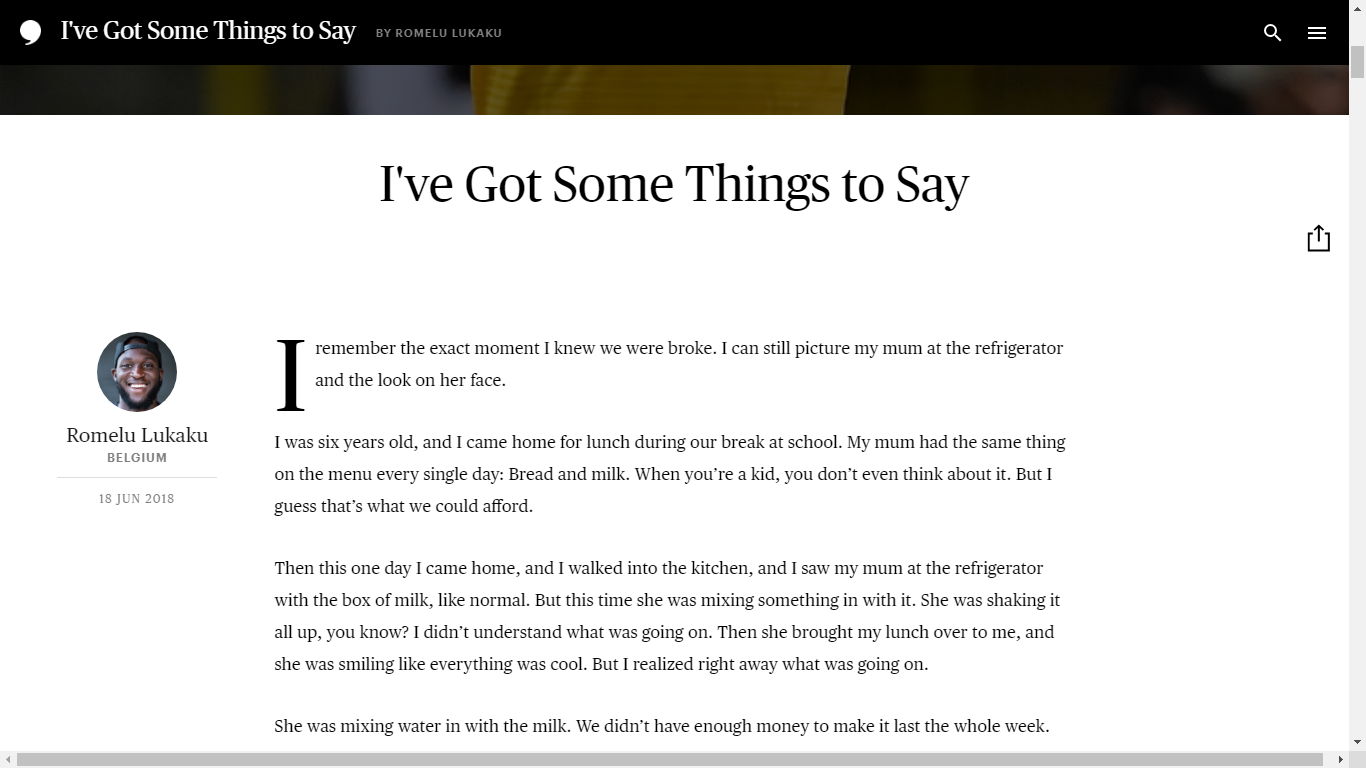 I've Got Some Things to Say BY ROMELU LUKAKU
I've Got Some Things to Say
Romelu Lukaku
BELGIUM
18 JUN 2018
I remember the exact moment I knew we were broke. I can still picture my mum at the refrigerator
and the look on her face.
I was six years old, and I came home for lunch during our break at school. My mum had the same thing
on the menu every single day: Bread and milk. When you’re a kid, you don’t even think about it. But I
guess that’s what we could afford.
Then this one day I came home, and I walked into the kitchen, and I saw my mum at the refrigerator
with the box of milk, like normal. But this time she was mixing something in with it. She was shaking it
all up, you know? I didn’t understand what was going on. Then she brought my lunch over to me, and
she was smiling like everything was cool. But I realized right away what was going on.
She was mixing water in with the milk. We didn’t have enough money to make it last the whole week.